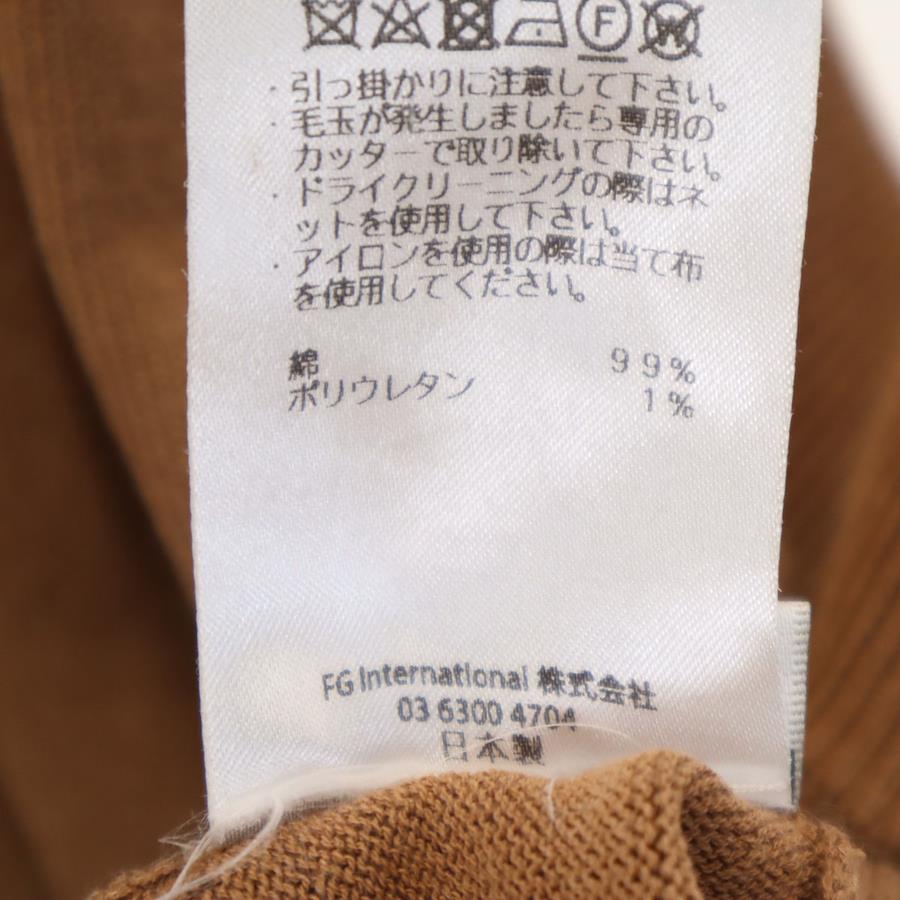 F W
・引っ掛かりに注意して下さい。
・毛玉が発生しましたら専用の
カッターで取り除いて下さい。
・ドライクリーニングの際はネ
ットを使用して下さい。
・アイロンを使用の際は当て布
を使用してください。
綿 99%
ポリウレタン 1%
FG International 株式会社
03 6300 4704
日本製